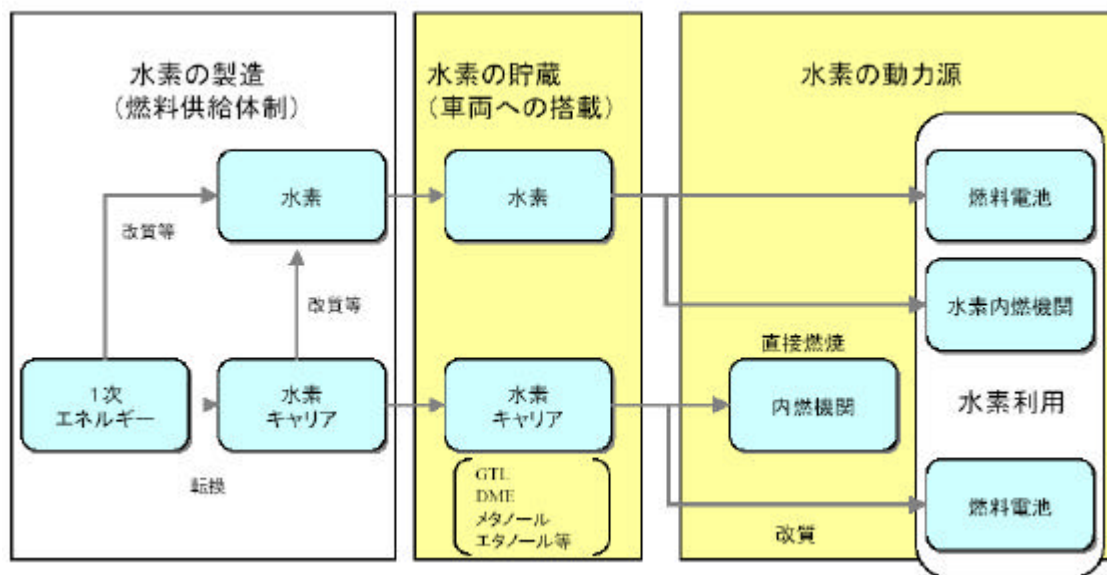 水素の製造
（燃料供給体制）
水素
改質等
改質等
1次
エネルギー
水素
キャリア
転換
水素の貯蔵
（車両への搭載）
水素
水素
キャリア
GTL
DME
メタノール
エタノール等
水素の動力源
燃料電池
水素内燃機関
直接燃焼
内燃機関
水素利用
燃料電池
改質